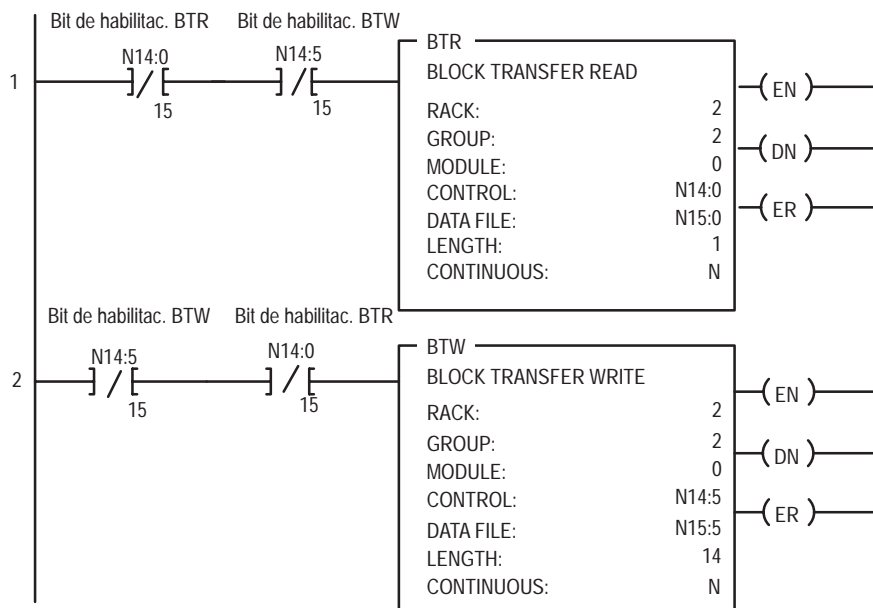 Bit de habilitac. BTR Bit de habilitac. BTW
N14:0 N14:5
1
15 15
BTR
BLOCK TRANSFER READ
RACK: 2
GROUP: 2
MODULE: 0
CONTROL: N14:0
DATA FILE: N15:0
LENGTH: 1
CONTINUOUS: N
EN
DN
ER
Bit de habilitac. BTW Bit de habilitac. BTR
N14:5 N14:0
2
15 15
BTW
BLOCK TRANSFER WRITE
RACK: 2
GROUP: 2
MODULE: 0
CONTROL: N14:5
DATA FILE: N15:5
LENGTH: 14
CONTINUOUS: N
EN
DN
ER